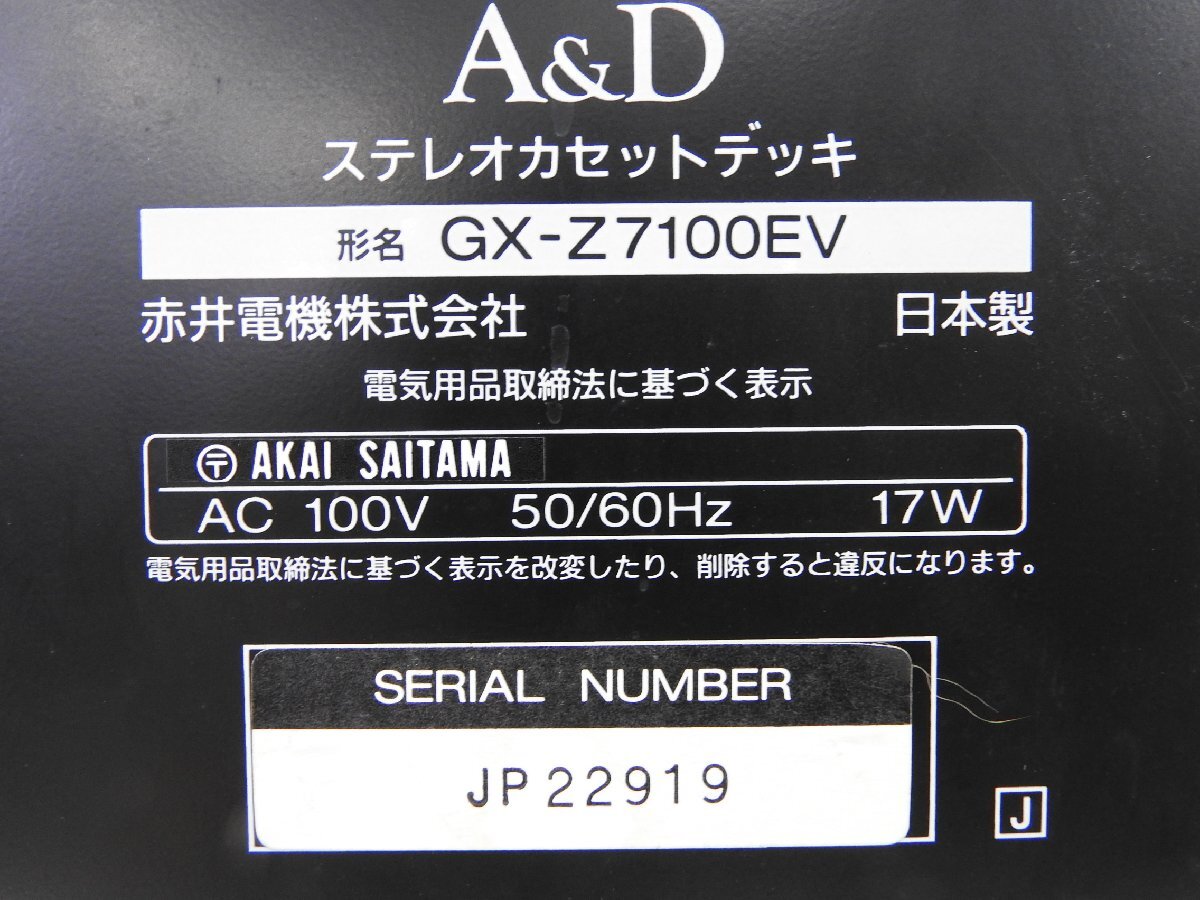 A&D
ステレオカセットデッキ
形名 GX-Z7100EV
赤井電機株式会社 日本製
電気用品取締法に基づく表示
〶 AKAI SAITAMA
AC 100V 50/60Hz 17W
電気用品取締法に基づく表示を改変したり、削除すると違反になります。
SERIAL NUMBER
JP22919
J